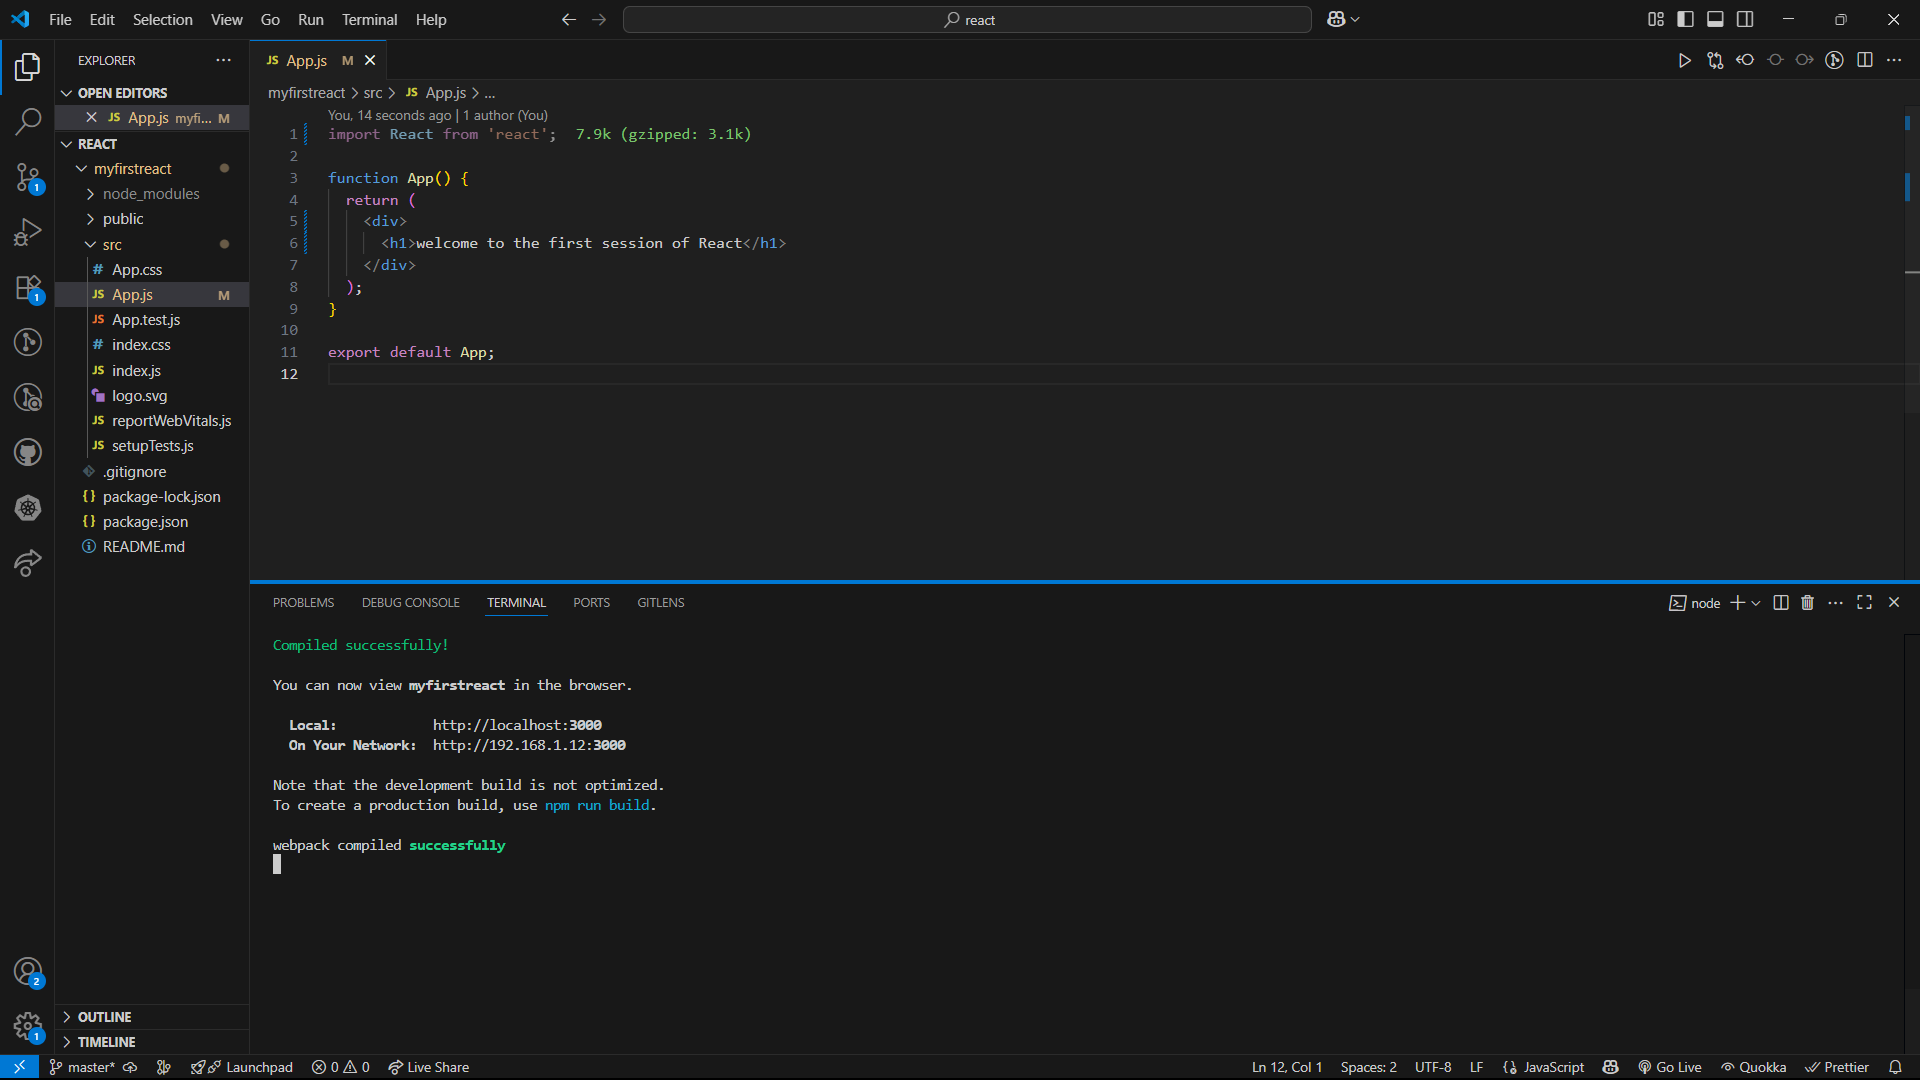 File Edit Selection View Go Run Terminal Help
react
EXPLORER
OPEN EDITORS
JS App.js myfi... M
REACT
myfirstreact
node_modules
public
src
# App.css
JS App.js M
JS App.test.js
# index.css
JS index.js
logo.svg
JS reportWebVitals.js
JS setupTests.js
.gitignore
{} package-lock.json
{} package.json
README.md
OUTLINE
TIMELINE
1
1
2
1
JS App.js M
myfirstreact > src > JS App.js > ...
You, 14 seconds ago | 1 author (You)
1 import React from 'react'; 7.9k (gzipped: 3.1k)
2
3 function App() {
4 return (
5 <div>
6 <h1>welcome to the first session of React</h1>
7 </div>
8 );
9 }
10
11 export default App;
12
PROBLEMS DEBUG CONSOLE TERMINAL PORTS GITLENS
node
Compiled successfully!
You can now view myfirstreact in the browser.
Local: http://localhost:3000
On Your Network: http://192.168.1.12:3000
Note that the development build is not optimized.
To create a production build, use npm run build.
webpack compiled successfully
master* Launchpad 0 0 Live Share Ln 12, Col 1 Spaces: 2 UTF-8 LF JavaScript Go Live Quokka Prettier